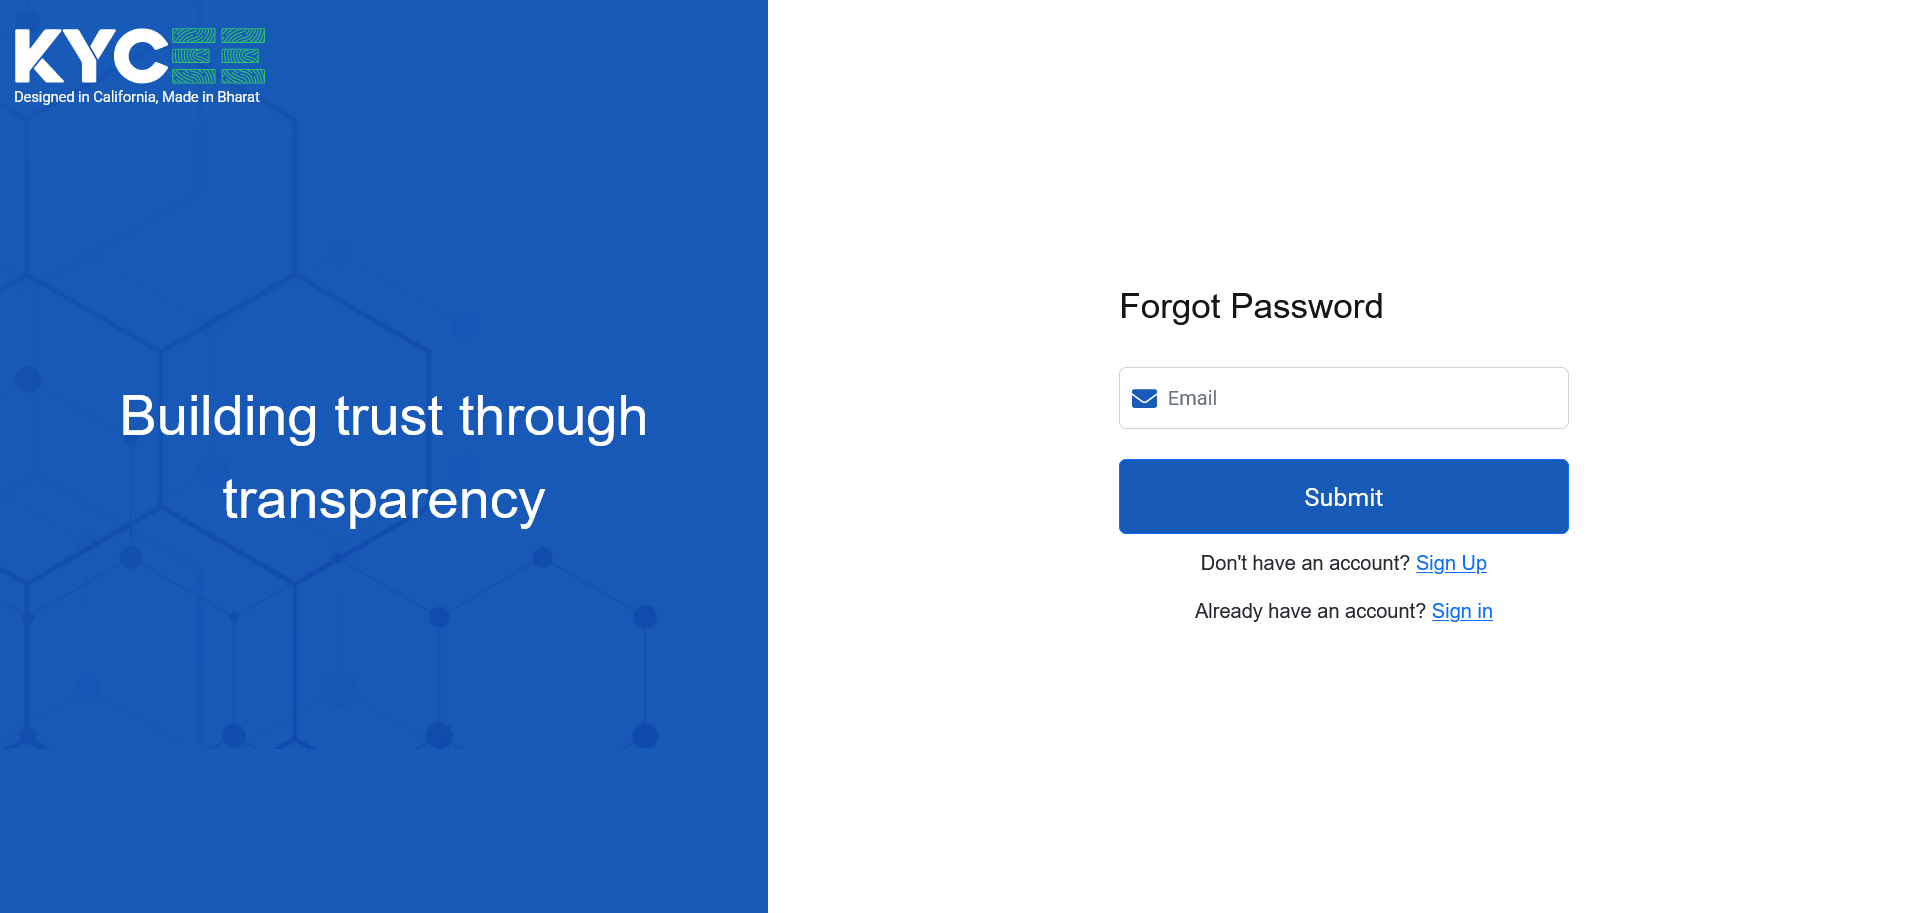 KYCEE
Designed in California, Made in Bharat
Building trust through
transparency
Forgot Password
Email
Submit
Don't have an account? Sign Up
Already have an account? Sign in